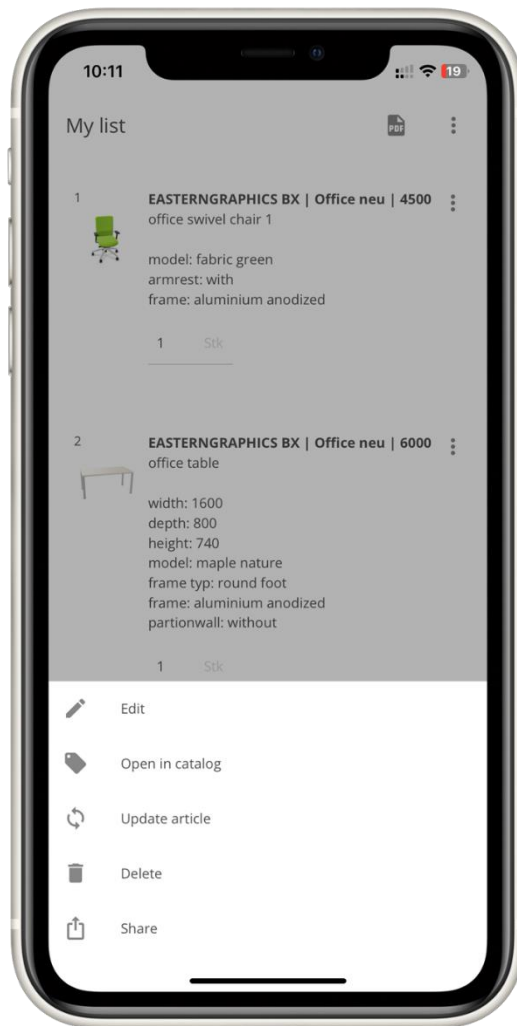 10:11
19
My list
PDF
1
EASTERNGRAPHICS BX | Office neu | 4500
office swivel chair 1
model: fabric green
armrest: with
frame: aluminium anodized
1 Stk
2
EASTERNGRAPHICS BX | Office neu | 6000
office table
width: 1600
depth: 800
height: 740
model: maple nature
frame typ: round foot
frame: aluminium anodized
partionwall: without
1 Stk
Edit
Open in catalog
Update article
Delete
Share